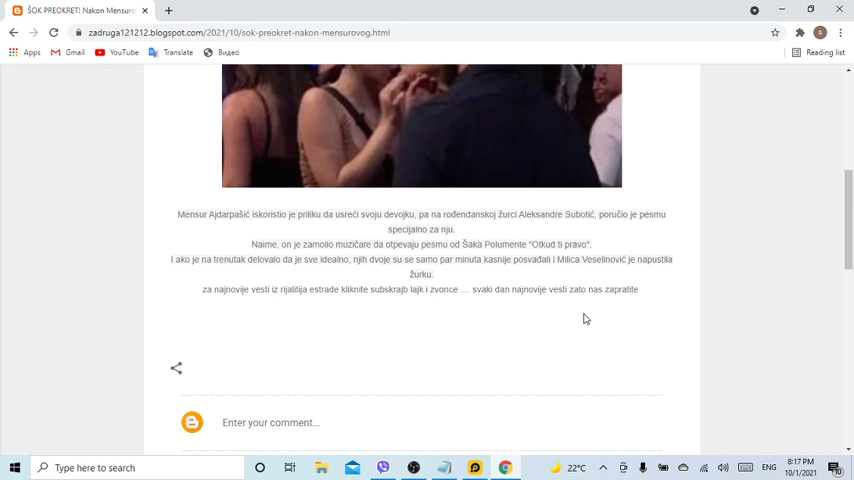 ŠOK PREOKRET! Nakon Mensurov
zadruga121212.blogspot.com/2021/10/sok-preokret-nakon-mensurovog.html
B
Apps
Gmail
YouTube
Translate
Видео
Reading list
Mensur Ajdarpašić iskoristio je priliku da usreći svoju devojku, pa na rođendanskoj žurci Aleksandre Subotić, poručio je pesmu
specijalno za nju.
Naime, on je zamolio muzičare da otpevaju pesmu od Šaka Polumente "Otkud ti pravo".
I ako je na trenutak delovalo da je sve idealno, njih dvoje su se samo par minuta kasnije posvađali i Milica Veselinović je napustila
žurku.
za najnovije vesti iz rijalitija estrade kliknite subskrajb lajk i zvonce .... svaki dan najnovije vesti zato nas zapratite
Enter your comment...
Type here to search
22°C
ENG
8:17 PM
10/1/2021
10